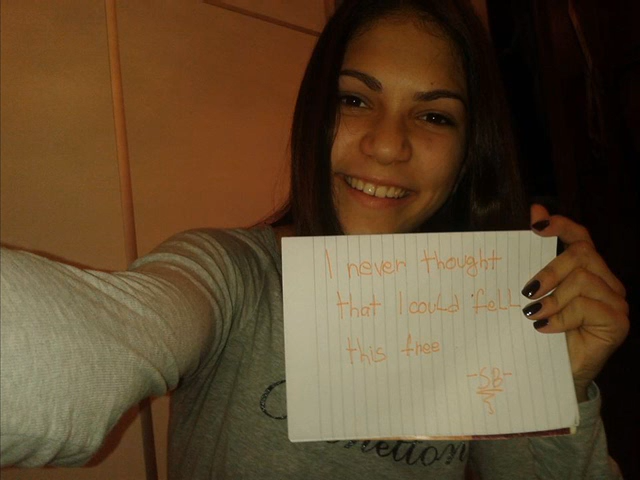 I never thought
that I could fell
this free
-SB-